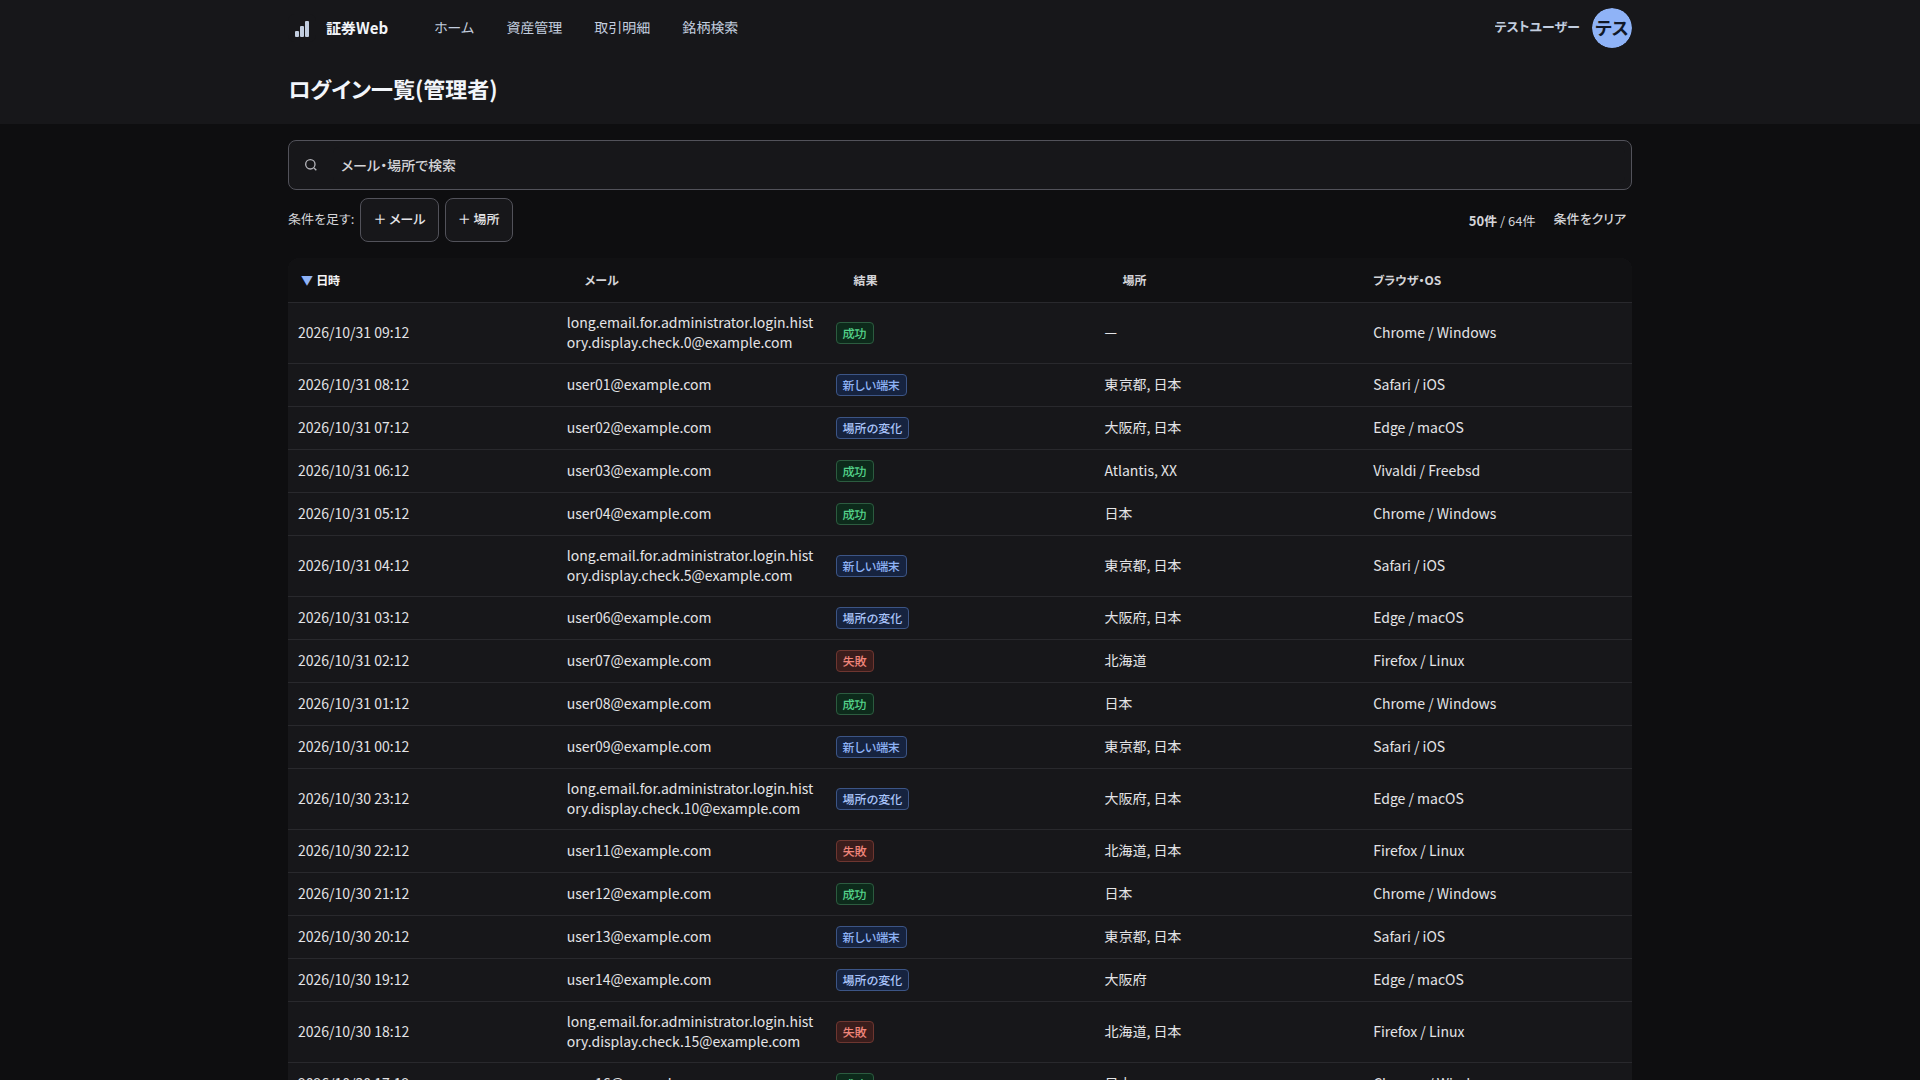 証券Web ホーム 資産管理 取引明細 銘柄検索 テストユーザー テス
ログイン一覧(管理者)
メール・場所で検索
条件を足す: ＋ メール ＋ 場所 50件 / 64件 条件をクリア
▼ 日時 メール 結果 場所 ブラウザ・OS
2026/10/31 09:12 long.email.for.administrator.login.hist
ory.display.check.0@example.com 成功 — Chrome / Windows
2026/10/31 08:12 user01@example.com 新しい端末 東京都, 日本 Safari / iOS
2026/10/31 07:12 user02@example.com 場所の変化 大阪府, 日本 Edge / macOS
2026/10/31 06:12 user03@example.com 成功 Atlantis, XX Vivaldi / Freebsd
2026/10/31 05:12 user04@example.com 成功 日本 Chrome / Windows
2026/10/31 04:12 long.email.for.administrator.login.hist
ory.display.check.5@example.com 新しい端末 東京都, 日本 Safari / iOS
2026/10/31 03:12 user06@example.com 場所の変化 大阪府, 日本 Edge / macOS
2026/10/31 02:12 user07@example.com 失敗 北海道 Firefox / Linux
2026/10/31 01:12 user08@example.com 成功 日本 Chrome / Windows
2026/10/31 00:12 user09@example.com 新しい端末 東京都, 日本 Safari / iOS
2026/10/30 23:12 long.email.for.administrator.login.hist
ory.display.check.10@example.com 場所の変化 大阪府, 日本 Edge / macOS
2026/10/30 22:12 user11@example.com 失敗 北海道, 日本 Firefox / Linux
2026/10/30 21:12 user12@example.com 成功 日本 Chrome / Windows
2026/10/30 20:12 user13@example.com 新しい端末 東京都, 日本 Safari / iOS
2026/10/30 19:12 user14@example.com 場所の変化 大阪府 Edge / macOS
2026/10/30 18:12 long.email.for.administrator.login.hist
ory.display.check.15@example.com 失敗 北海道, 日本 Firefox / Linux